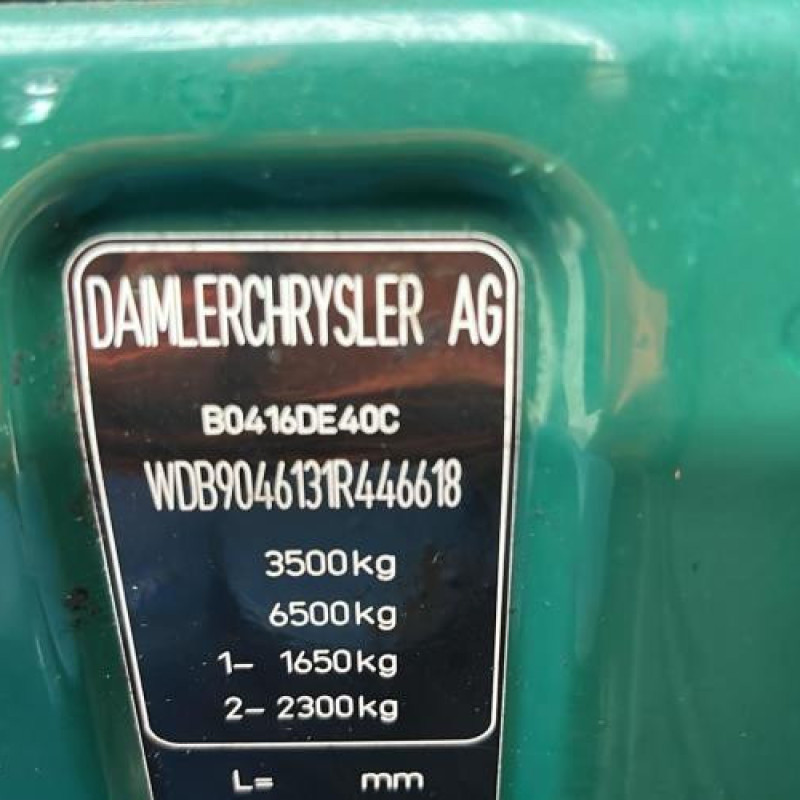 DAIMLERCHRYSLER AG
B0416DE40C
WDB9046131R446618
3500kg
6500kg
1- 1650kg
2- 2300kg
L= mm